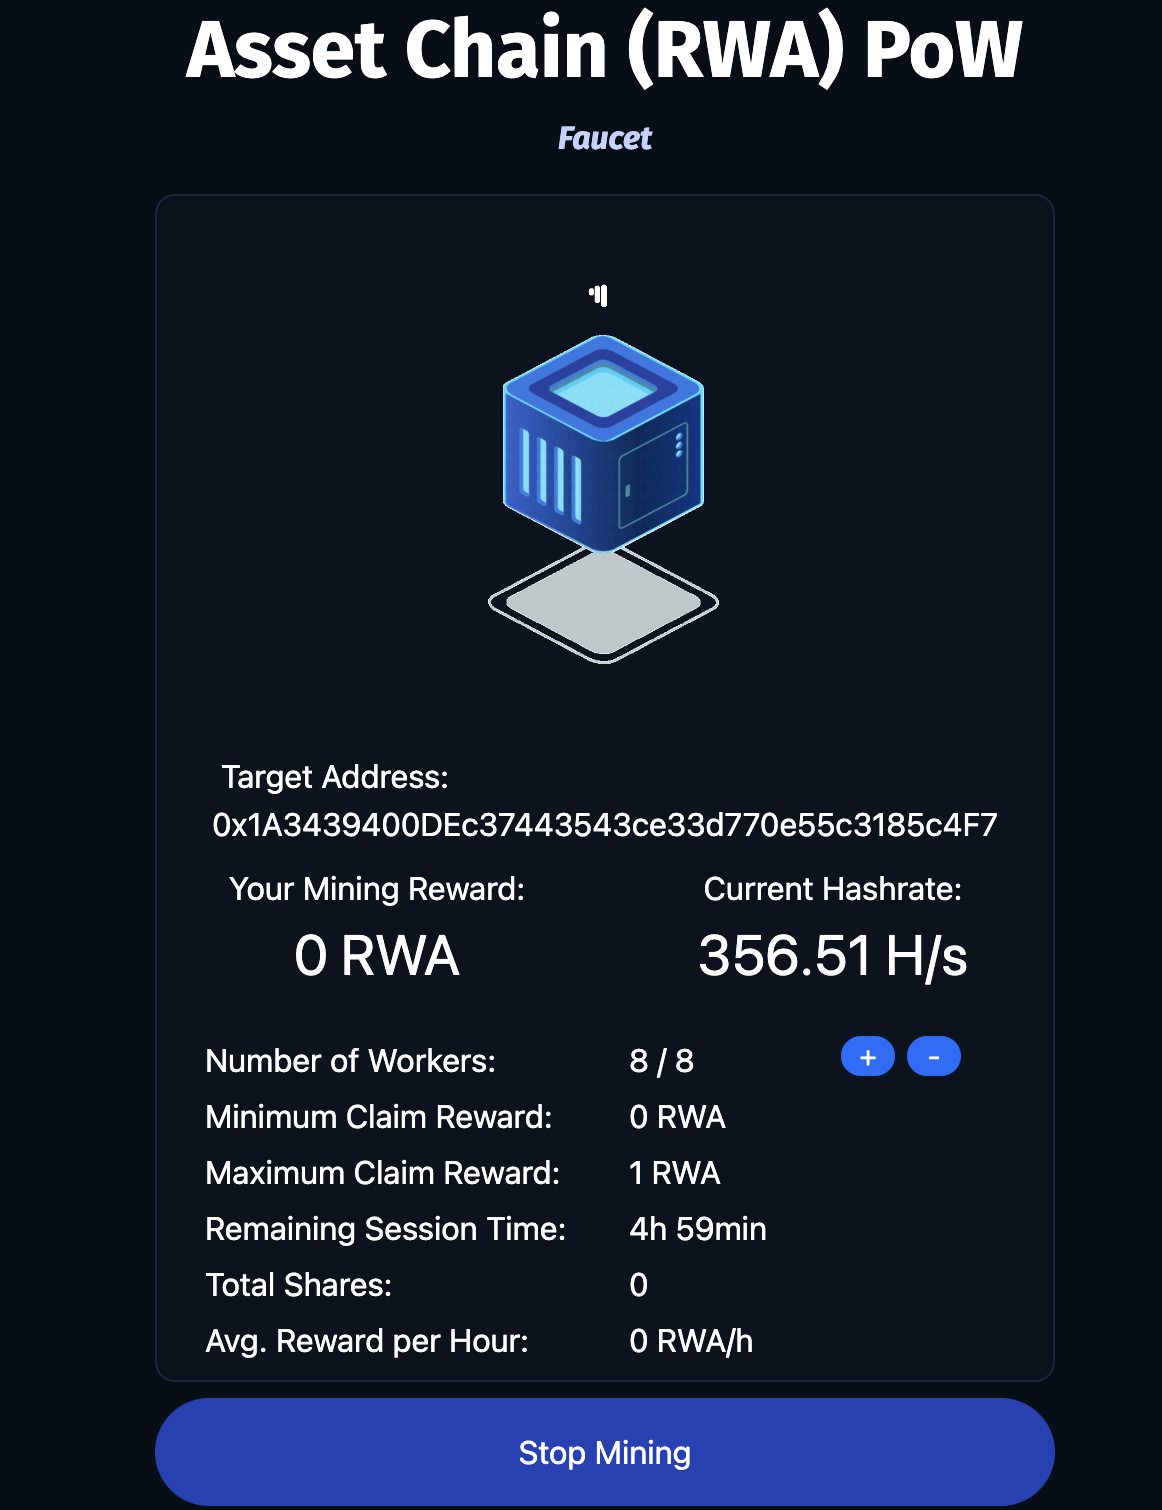 Asset Chain (RWA) PoW
Faucet
Target Address:
0x1A3439400DEc37443543ce33d770e55c3185c4F7
Your Mining Reward: Current Hashrate:
0 RWA 356.51 H/s
Number of Workers: 8 / 8 + -
Minimum Claim Reward: 0 RWA
Maximum Claim Reward: 1 RWA
Remaining Session Time: 4h 59min
Total Shares: 0
Avg. Reward per Hour: 0 RWA/h
Stop Mining